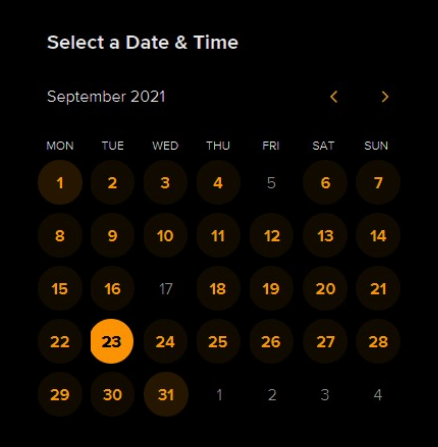 Select a Date & Time
September 2021
MON TUE WED THU FRI SAT SUN
1 2 3 4 5 6 7
8 9 10 11 12 13 14
15 16 17 18 19 20 21
22 23 24 25 26 27 28
29 30 31 1 2 3 4